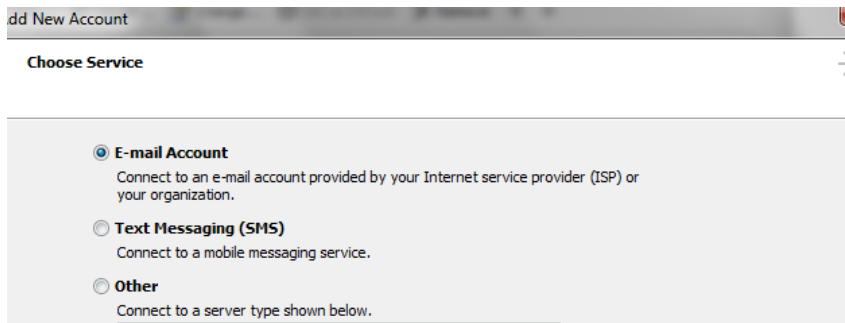 dd New Account
Choose Service
E-mail Account
Connect to an e-mail account provided by your Internet service provider (ISP) or
your organization.
Text Messaging (SMS)
Connect to a mobile messaging service.
Other
Connect to a server type shown below.